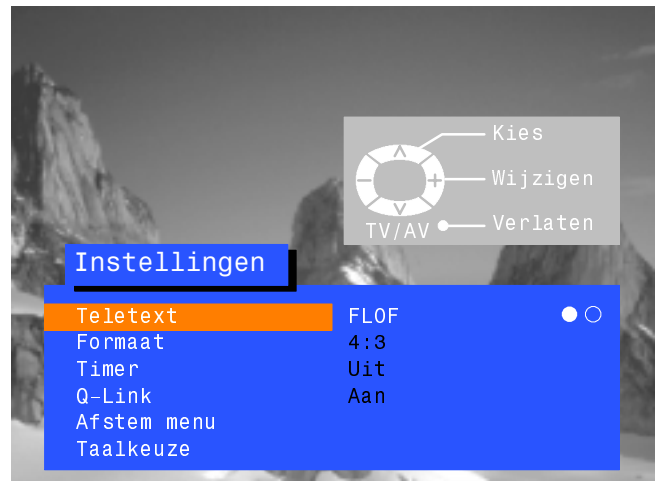 Kies
Wijzigen
TV/AV Verlaten
Instellingen
Teletext FLOF
Formaat 4:3
Timer Uit
Q-Link Aan
Afstem menu
Taalkeuze